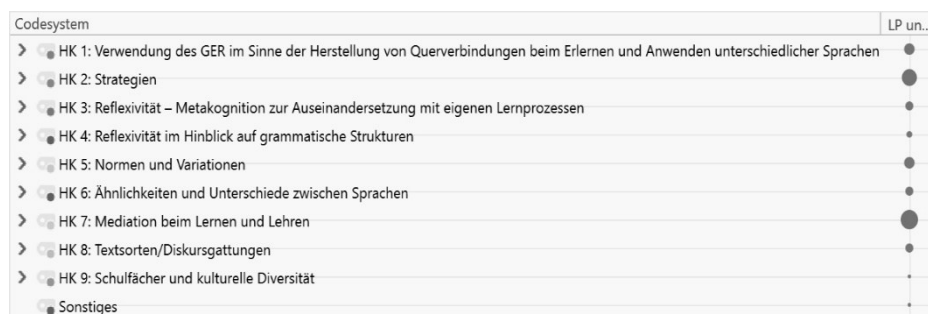 Codesystem LP un...
HK 1: Verwendung des GER im Sinne der Herstellung von Querverbindungen beim Erlernen und Anwenden unterschiedlicher Sprachen
HK 2: Strategien
HK 3: Reflexivität – Metakognition zur Auseinandersetzung mit eigenen Lernprozessen
HK 4: Reflexivität im Hinblick auf grammatische Strukturen
HK 5: Normen und Variationen
HK 6: Ähnlichkeiten und Unterschiede zwischen Sprachen
HK 7: Mediation beim Lernen und Lehren
HK 8: Textsorten/Diskursgattungen
HK 9: Schulfächer und kulturelle Diversität
Sonstiges